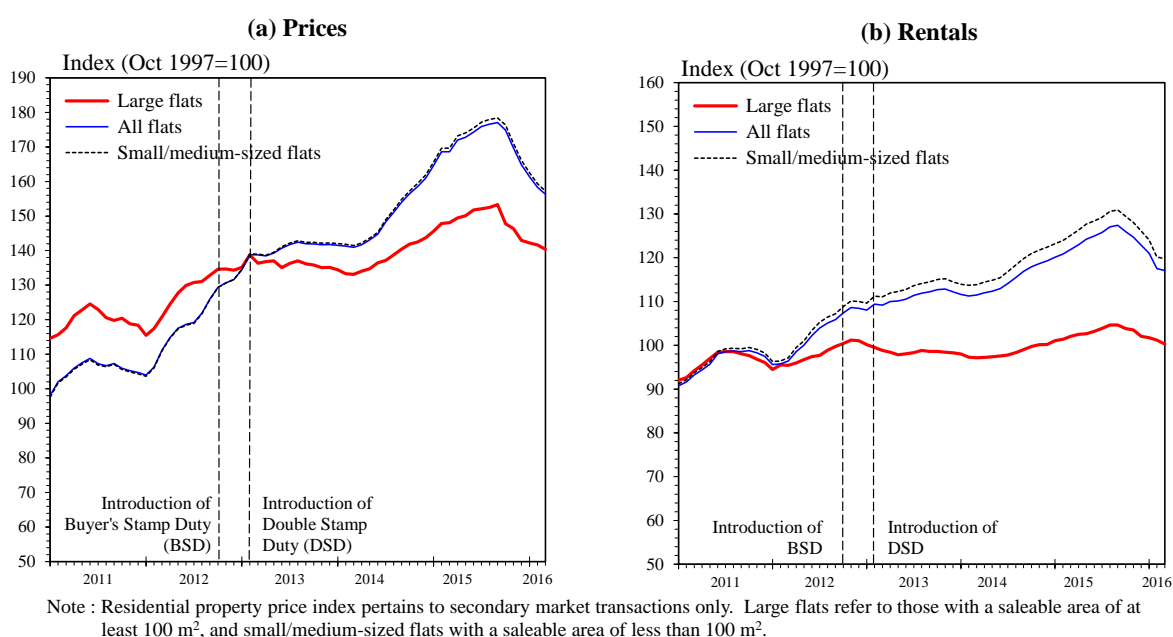 (a) Prices
Index (Oct 1997=100)
190
180
170
160
150
140
130
120
110
100
90
80
70
60
50
Large flats
All flats
Small/medium-sized flats
Introduction of
Buyer's Stamp Duty
(BSD)
Introduction of
Double Stamp
Duty (DSD)
2011
2012
2013
2014
2015
2016
(b) Rentals
Index (Oct 1997=100)
160
150
140
130
120
110
100
90
80
70
60
50
Large flats
All flats
Small/medium-sized flats
Introduction of
BSD
Introduction of
DSD
2011
2012
2013
2014
2015
2016
Note : Residential property price index pertains to secondary market transactions only. Large flats refer to those with a saleable area of at
least 100 m², and small/medium-sized flats with a saleable area of less than 100 m².